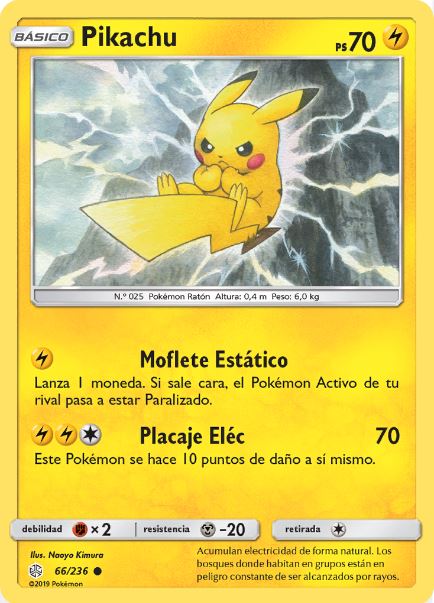 BÁSICO Pikachu PS70
N.º 025 Pokémon Ratón Altura: 0,4 m Peso: 6,0 kg
Moflete Estático
Lanza 1 moneda. Si sale cara, el Pokémon Activo de tu
rival pasa a estar Paralizado.
Placaje Eléc 70
Este Pokémon se hace 10 puntos de daño a sí mismo.
debilidad ×2 resistencia -20 retirada
Ilus. Naoyo Kimura
66/236
©2019 Pokémon
Acumulan electricidad de forma natural. Los
bosques donde habitan en grupos están en
peligro constante de ser alcanzados por rayos.